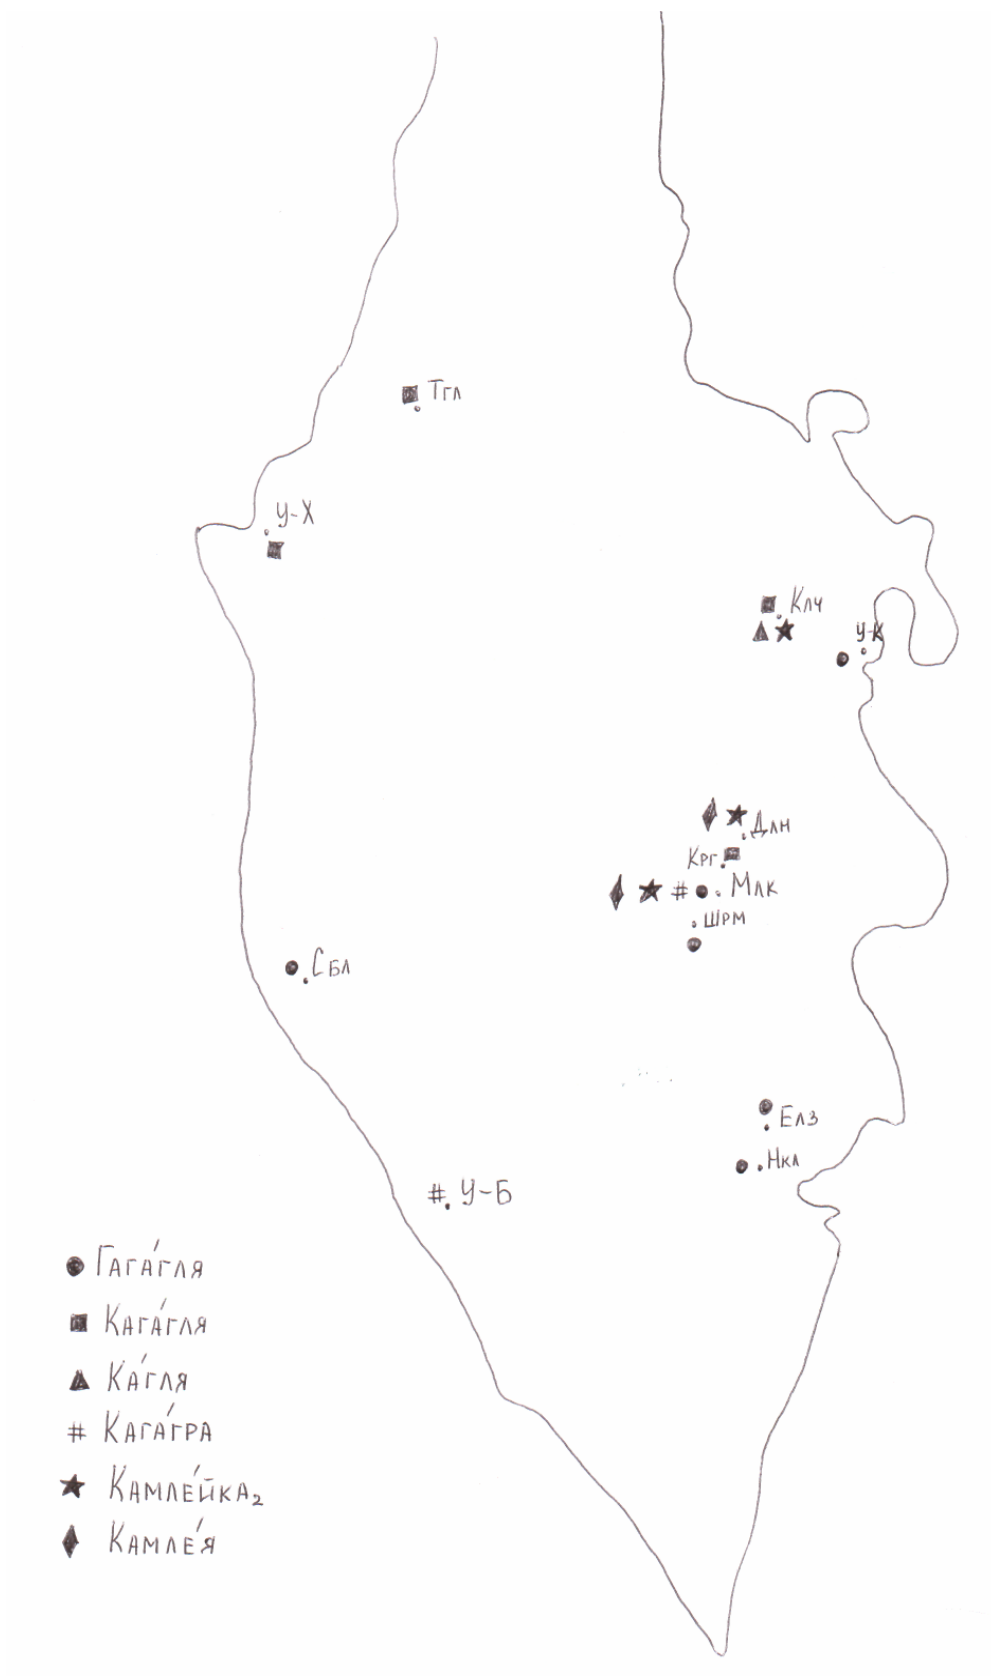 Тгл
У-Х
Клч
У-К
Длн
Крг
Млк
Шрм
Сбл
Елз
Нкл
У-Б
Гага́гля
Кага́гля
Ка́гля
Кага́гра
Камле́йка₂
Камле́я